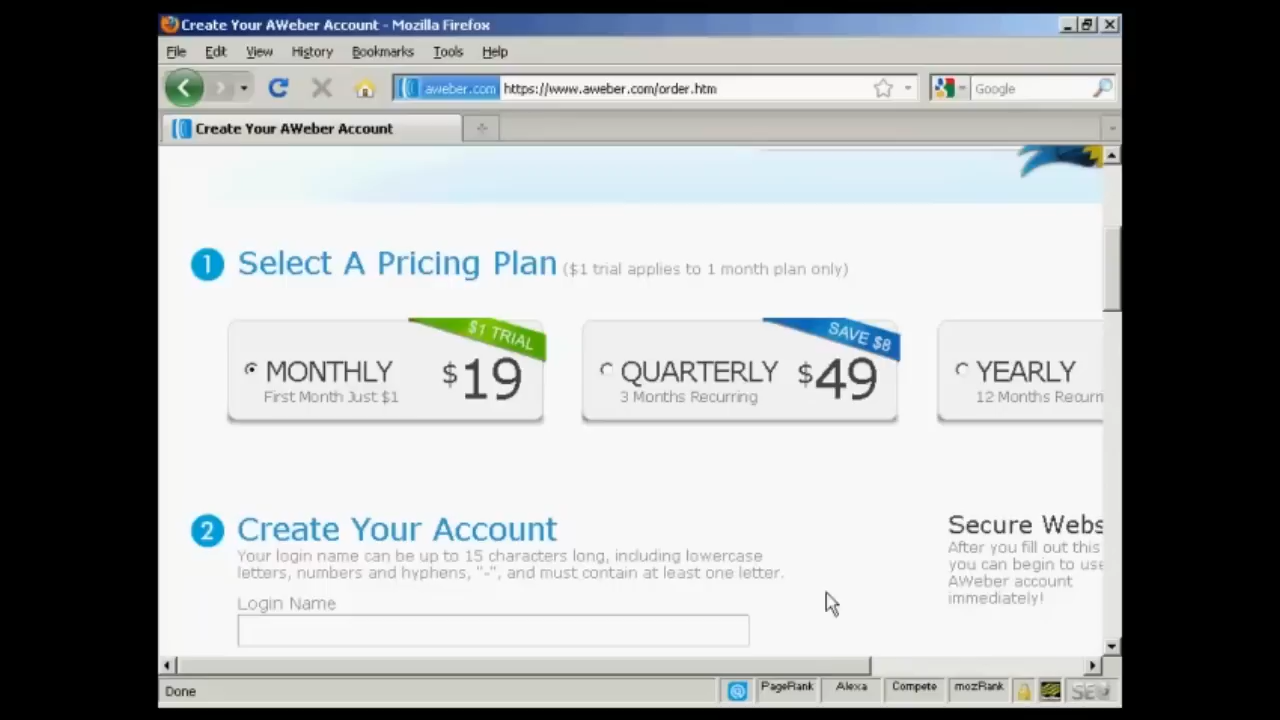 Create Your AWeber Account - Mozilla Firefox
File Edit View History Bookmarks Tools Help
aweber.com https://www.aweber.com/order.htm Google
Create Your AWeber Account
1 Select A Pricing Plan ($1 trial applies to 1 month plan only)
$1 TRIAL SAVE $8
MONTHLY $19 QUARTERLY $49 YEARLY
First Month Just $1 3 Months Recurring 12 Months Recurr
2 Create Your Account
Your login name can be up to 15 characters long, including lowercase
letters, numbers and hyphens, "-", and must contain at least one letter.
Login Name
Secure Webs
After you fill out this
you can begin to use
AWeber account
immediately!
Done PageRank Alexa Compete mozRank SE